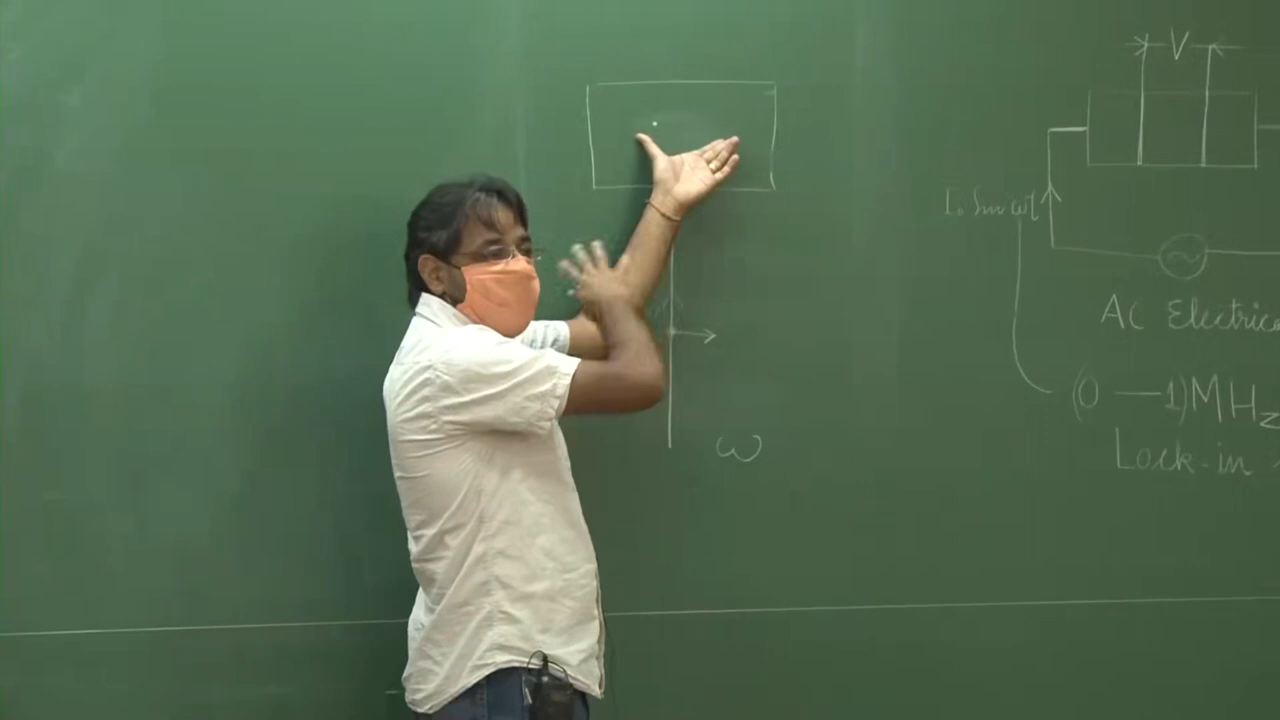 V
I₀ Sin ωt
AC Electrica
(0 — 1)MHz
Lock-in
ω